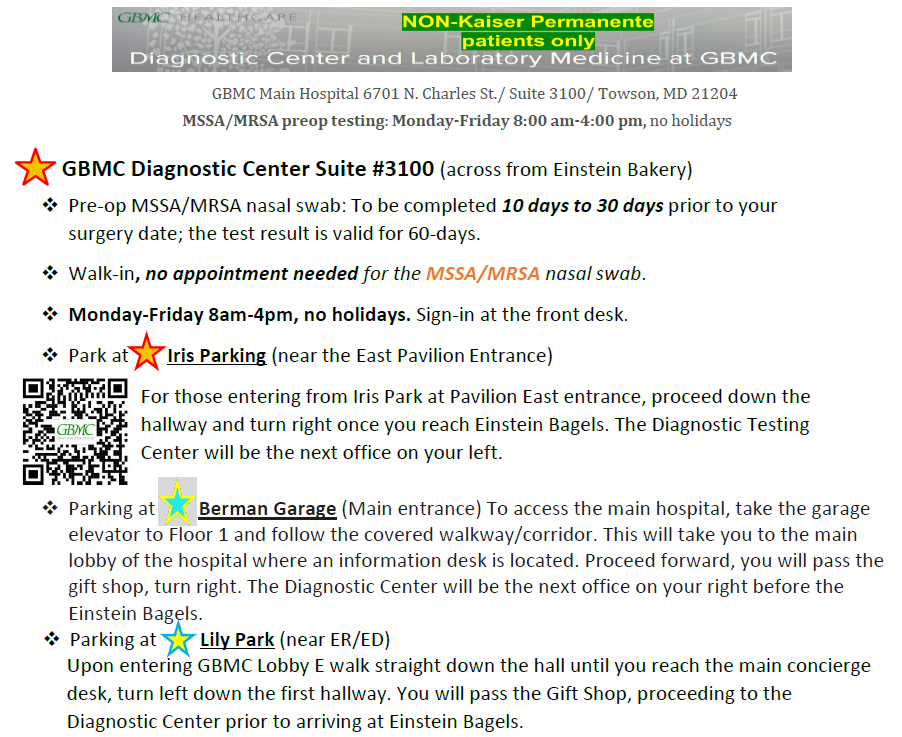 GBMC HEALTHCARE
NON-Kaiser Permanente
patients only
Diagnostic Center and Laboratory Medicine at GBMC
GBMC Main Hospital 6701 N. Charles St./ Suite 3100/ Towson, MD 21204
MSSA/MRSA preop testing: Monday-Friday 8:00 am-4:00 pm, no holidays
GBMC Diagnostic Center Suite #3100 (across from Einstein Bakery)
❖ Pre-op MSSA/MRSA nasal swab: To be completed 10 days to 30 days prior to your
surgery date; the test result is valid for 60-days.
❖ Walk-in, no appointment needed for the MSSA/MRSA nasal swab.
❖ Monday-Friday 8am-4pm, no holidays. Sign-in at the front desk.
❖ Park at Iris Parking (near the East Pavilion Entrance)
GBMC
For those entering from Iris Park at Pavilion East entrance, proceed down the
hallway and turn right once you reach Einstein Bagels. The Diagnostic Testing
Center will be the next office on your left.
❖ Parking at Berman Garage (Main entrance) To access the main hospital, take the garage
elevator to Floor 1 and follow the covered walkway/corridor. This will take you to the main
lobby of the hospital where an information desk is located. Proceed forward, you will pass the
gift shop, turn right. The Diagnostic Center will be the next office on your right before the
Einstein Bagels.
❖ Parking at Lily Park (near ER/ED)
Upon entering GBMC Lobby E walk straight down the hall until you reach the main concierge
desk, turn left down the first hallway. You will pass the Gift Shop, proceeding to the
Diagnostic Center prior to arriving at Einstein Bagels.